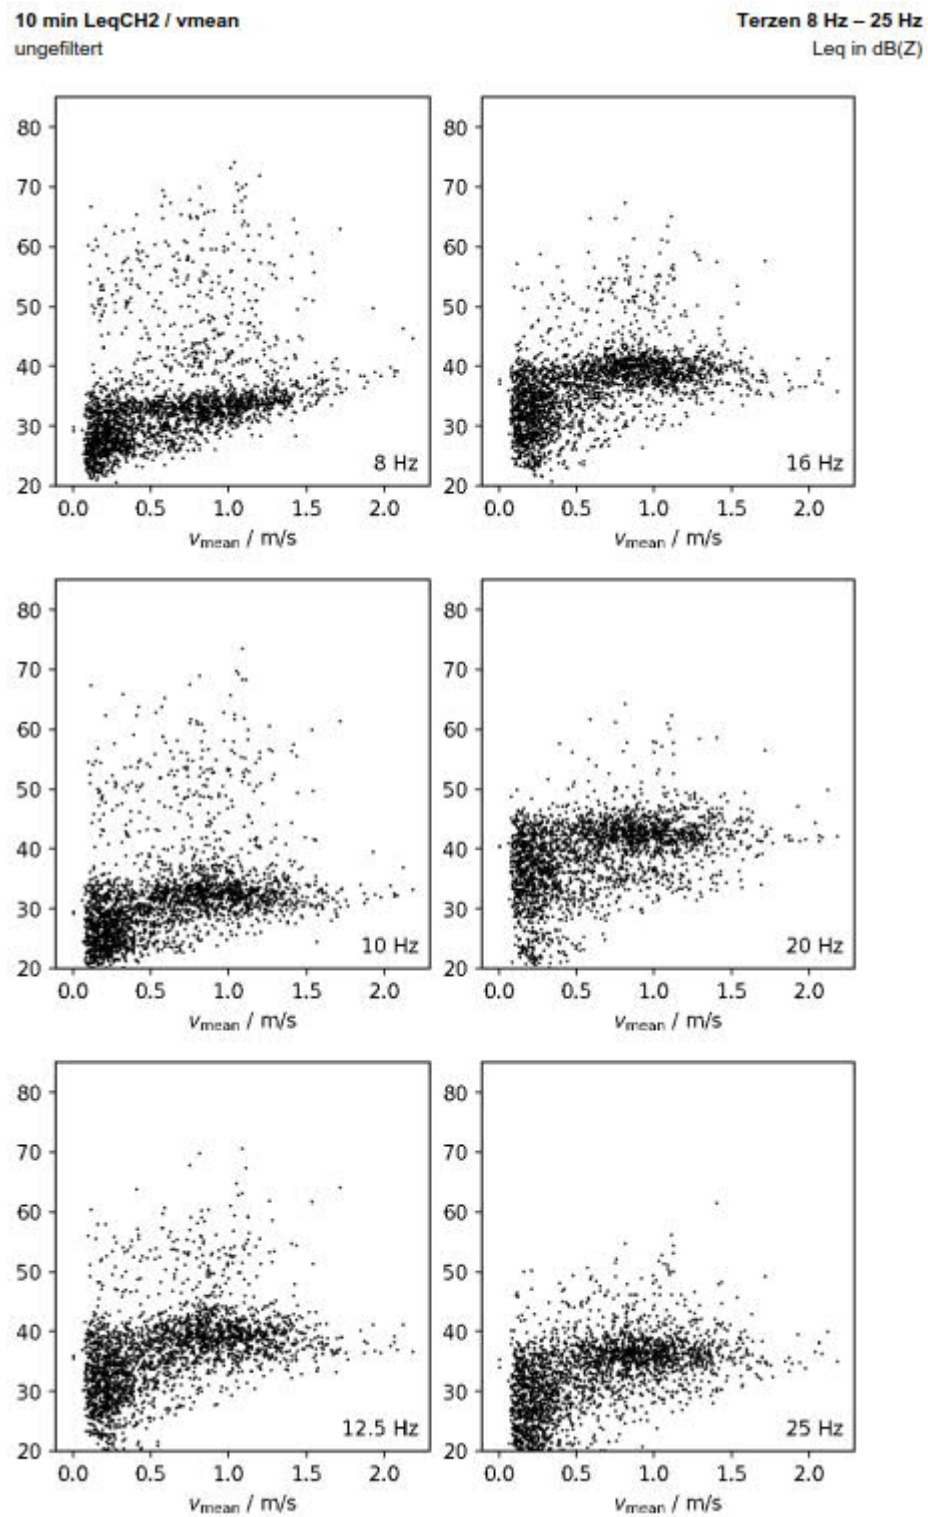 10 min LeqCH2 / vmean
Terzen 8 Hz – 25 Hz
ungefiltert
Leq in dB(Z)
80
70
60
50
40
30
20
8 Hz
0.0 0.5 1.0 1.5 2.0
vmean / m/s
80
70
60
50
40
30
20
16 Hz
0.0 0.5 1.0 1.5 2.0
vmean / m/s
80
70
60
50
40
30
20
10 Hz
0.0 0.5 1.0 1.5 2.0
vmean / m/s
80
70
60
50
40
30
20
20 Hz
0.0 0.5 1.0 1.5 2.0
vmean / m/s
80
70
60
50
40
30
20
12.5 Hz
0.0 0.5 1.0 1.5 2.0
vmean / m/s
80
70
60
50
40
30
20
25 Hz
0.0 0.5 1.0 1.5 2.0
vmean / m/s